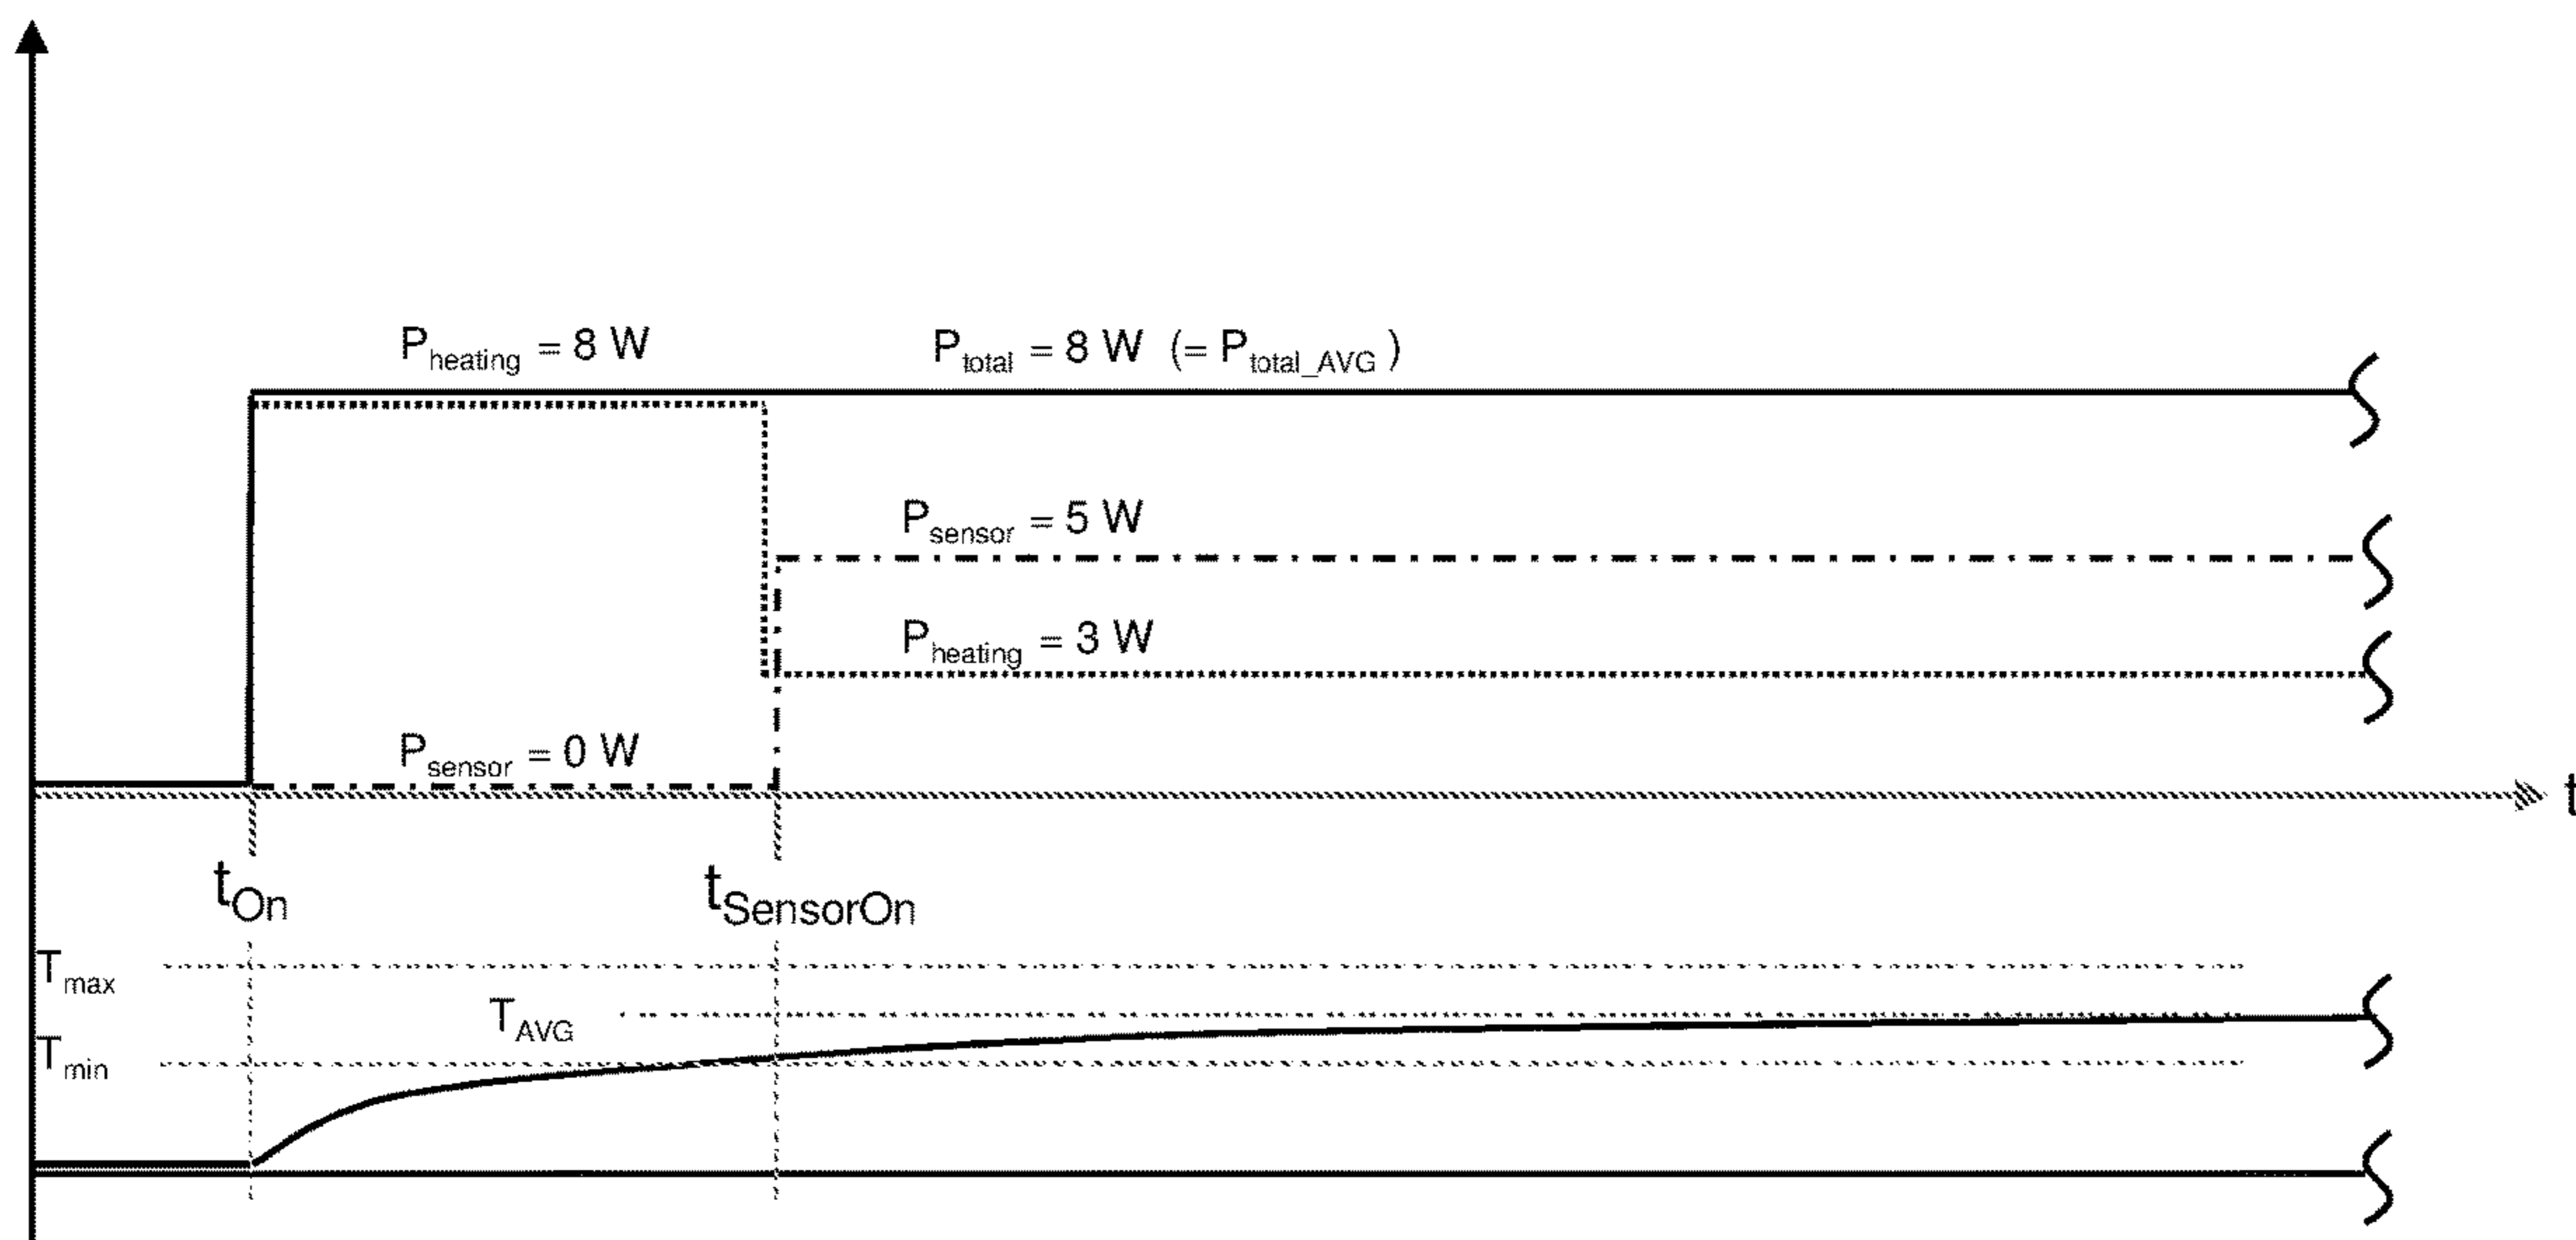 P_heating = 8 W
P_total = 8 W (= P_total_AVG )
P_sensor = 5 W
P_heating = 3 W
P_sensor = 0 W
t
t_On
t_SensorOn
T_max
T_AVG
T_min